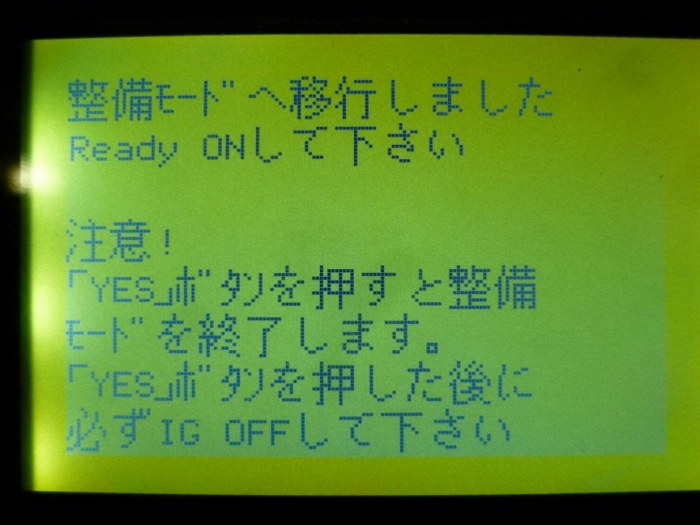 整備ﾓｰﾄﾞへ移行しました
Ready ONして下さい
注意!
｢YES｣ﾎﾞﾀﾝを押すと整備
ﾓｰﾄﾞを終了します。
｢YES｣ﾎﾞﾀﾝを押した後に
必ずIG OFFして下さい